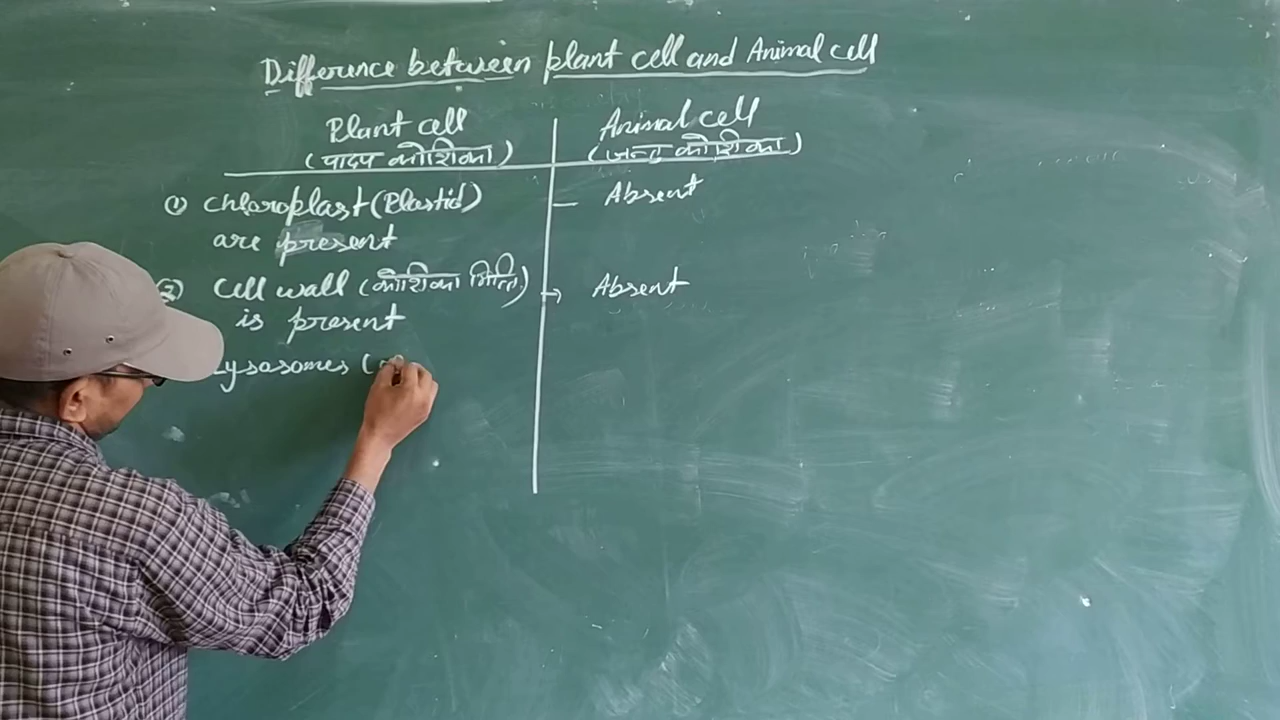 Difference between plant cell and Animal cell
Plant cell
(पादप कोशिका)
Animal cell
(जन्तु कोशिका)
① Chloroplast (Plastid)
are present
– Absent
② Cell wall (कोशिका भित्ति)
is present
→ Absent
Lysasomes (